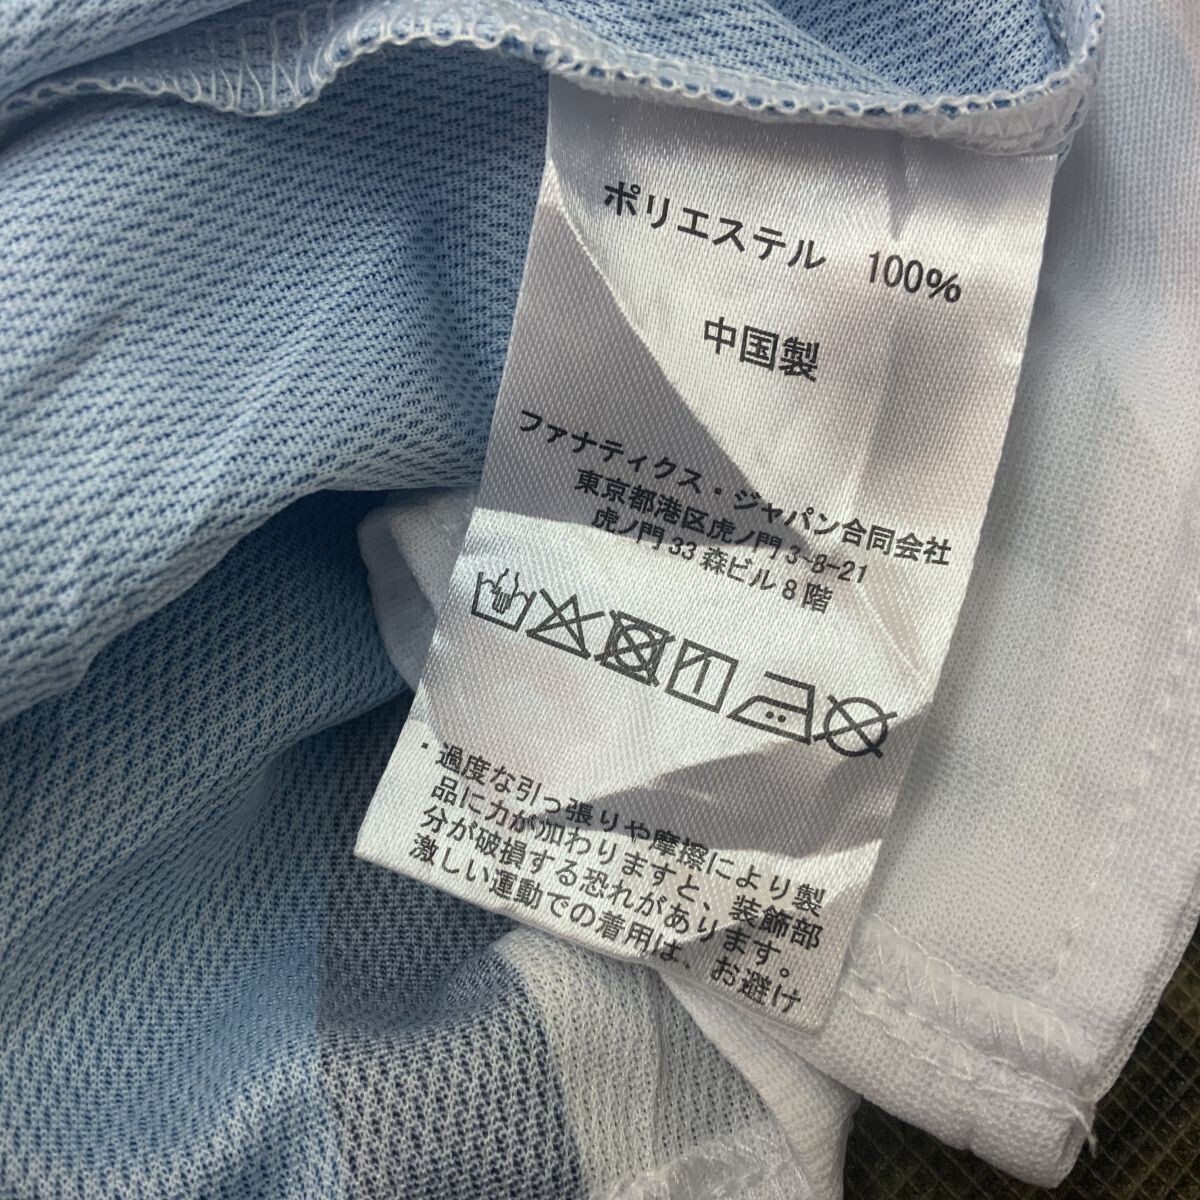 ポリエステル 100%
中国製
ファナティクス・ジャパン合同会社
東京都港区虎ノ門3-8-21
虎ノ門33森ビル8階
・過度な引っ張りや摩擦により製
品に力が加わりますと、装飾部
分が破損する恐れがあります。
激しい運動での着用は、お避け